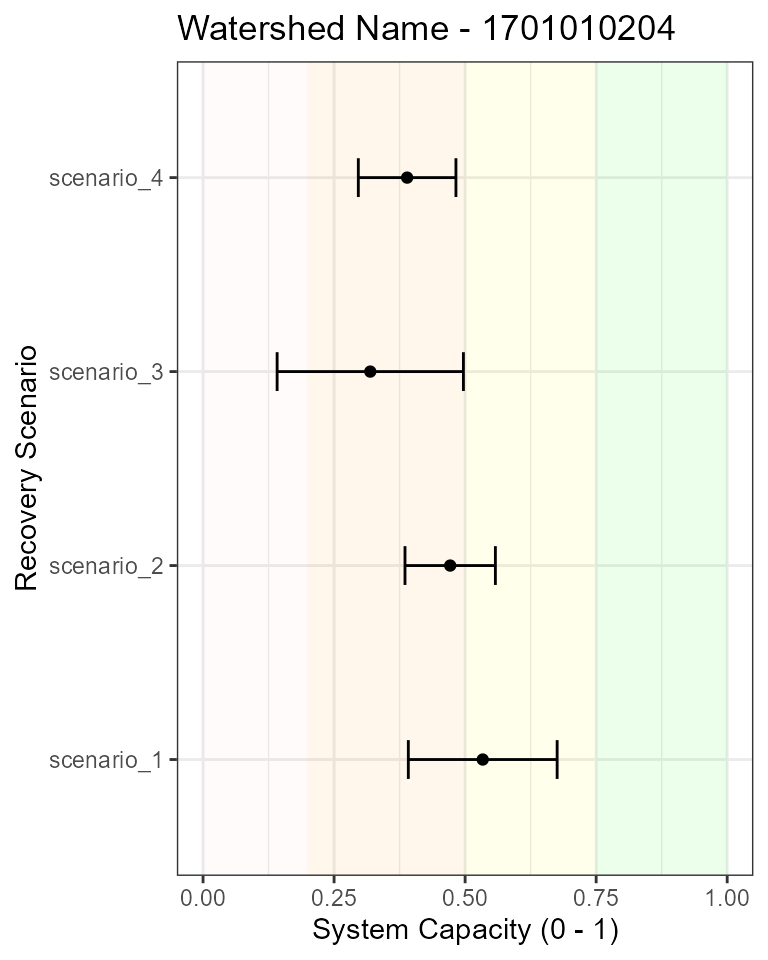 Watershed Name - 1701010204
scenario_4
scenario_3
scenario_2
scenario_1
Recovery Scenario
0.00 0.25 0.50 0.75 1.00
System Capacity (0 - 1)